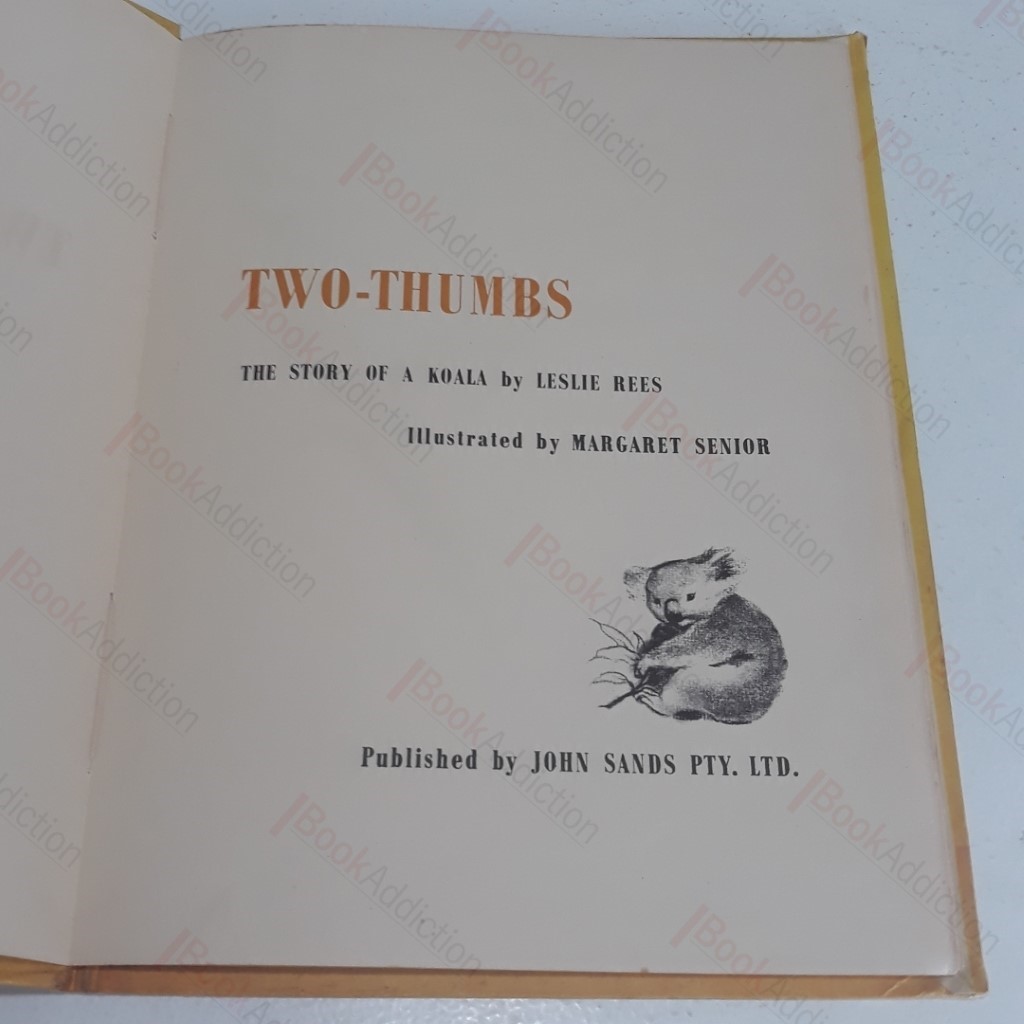 TWO-THUMBS
THE STORY OF A KOALA by LESLIE REES
Illustrated by MARGARET SENIOR
Published by JOHN SANDS PTY. LTD.
BookAddiction